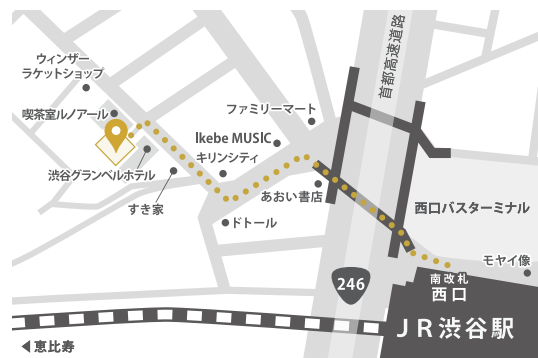 首都高速道路
ウィンザー
ラケットショップ
喫茶室ルノアール
ファミリーマート
Ikebe MUSIC
キリンシティ
渋谷グランベルホテル
すき家
あおい書店
ドトール
西口バスターミナル
モヤイ像
246
南改札
西口
JR渋谷駅
◀恵比寿